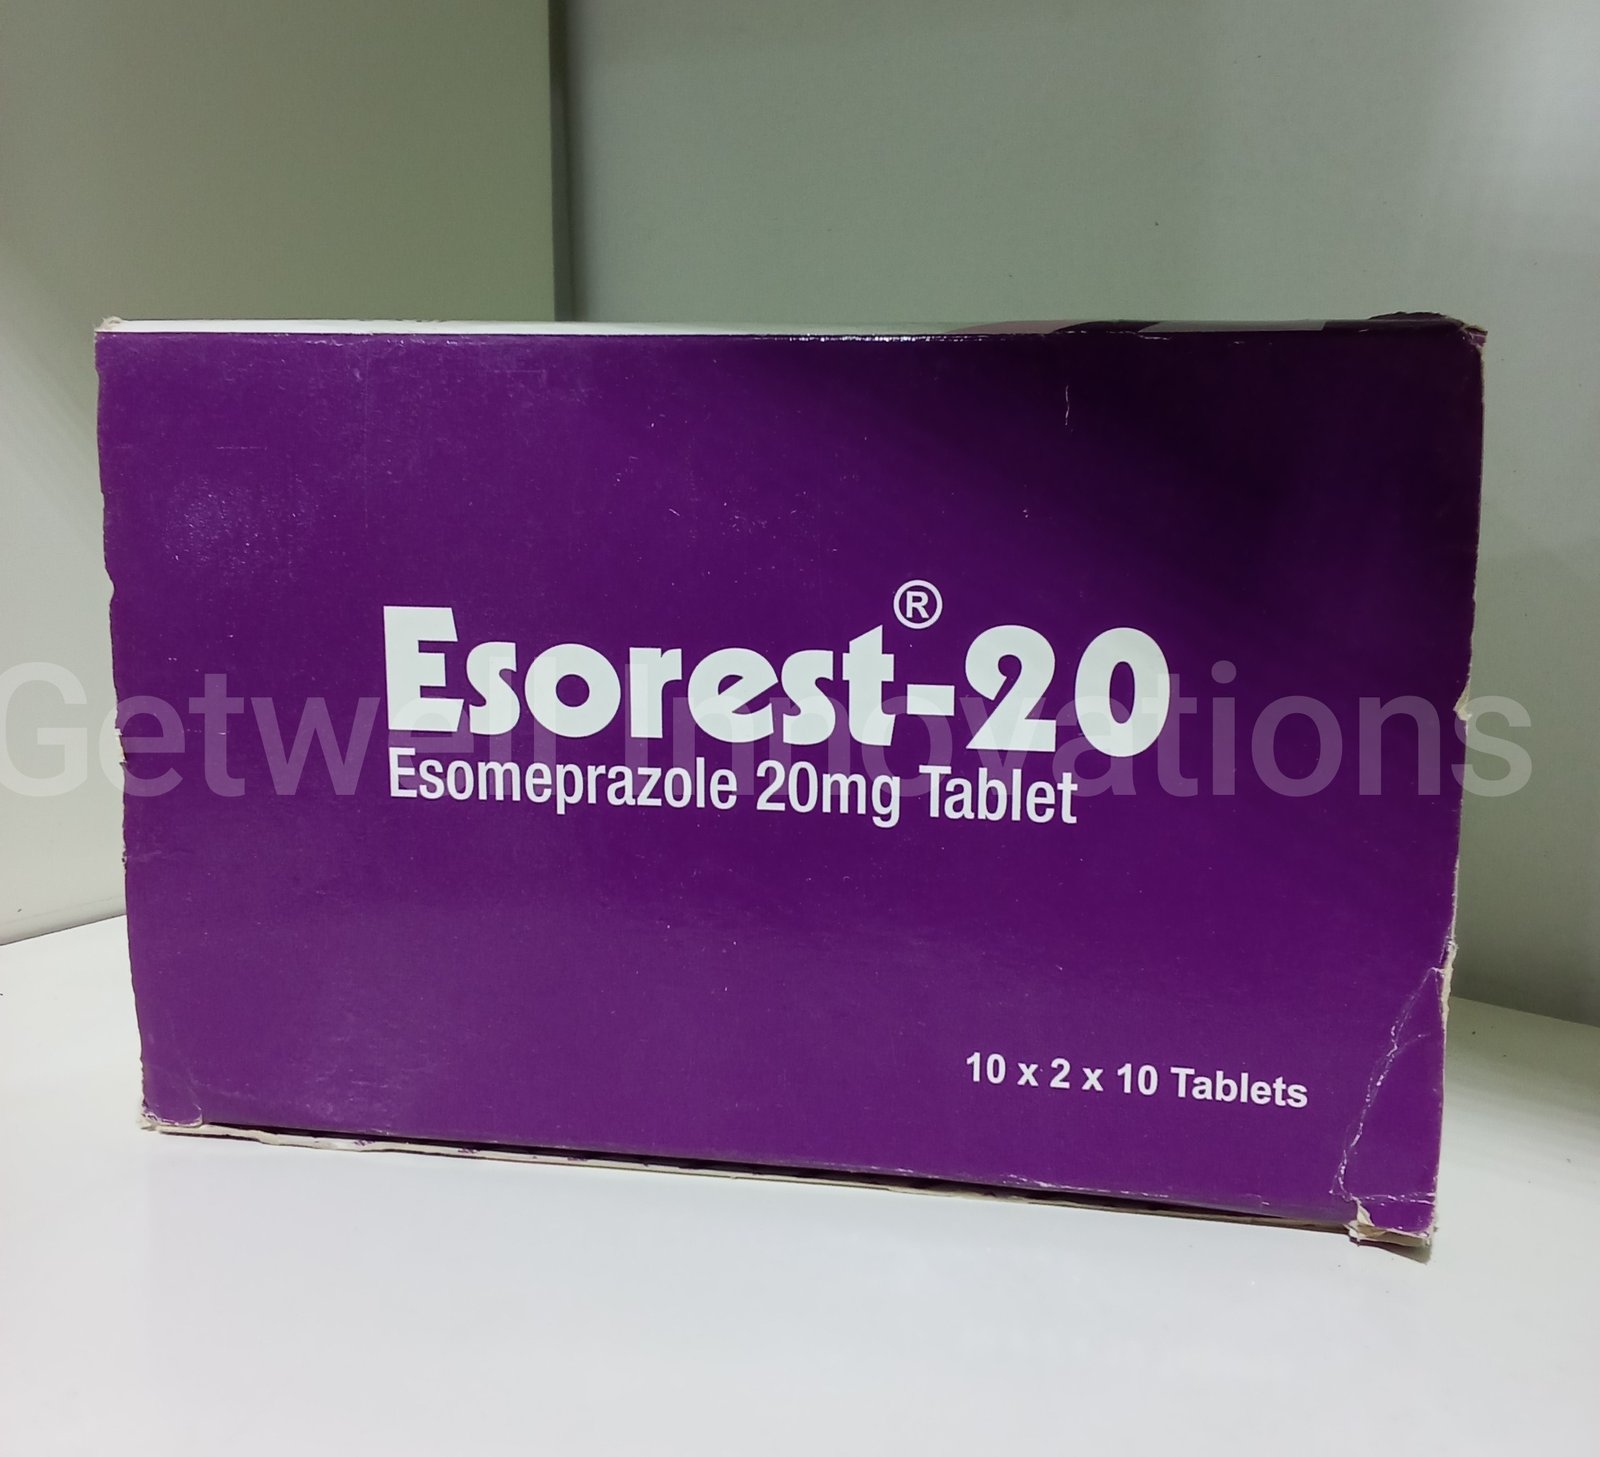 Esorest®-20
Esomeprazole 20mg Tablet
Getwell Innovations
10 x 2 x 10 Tablets